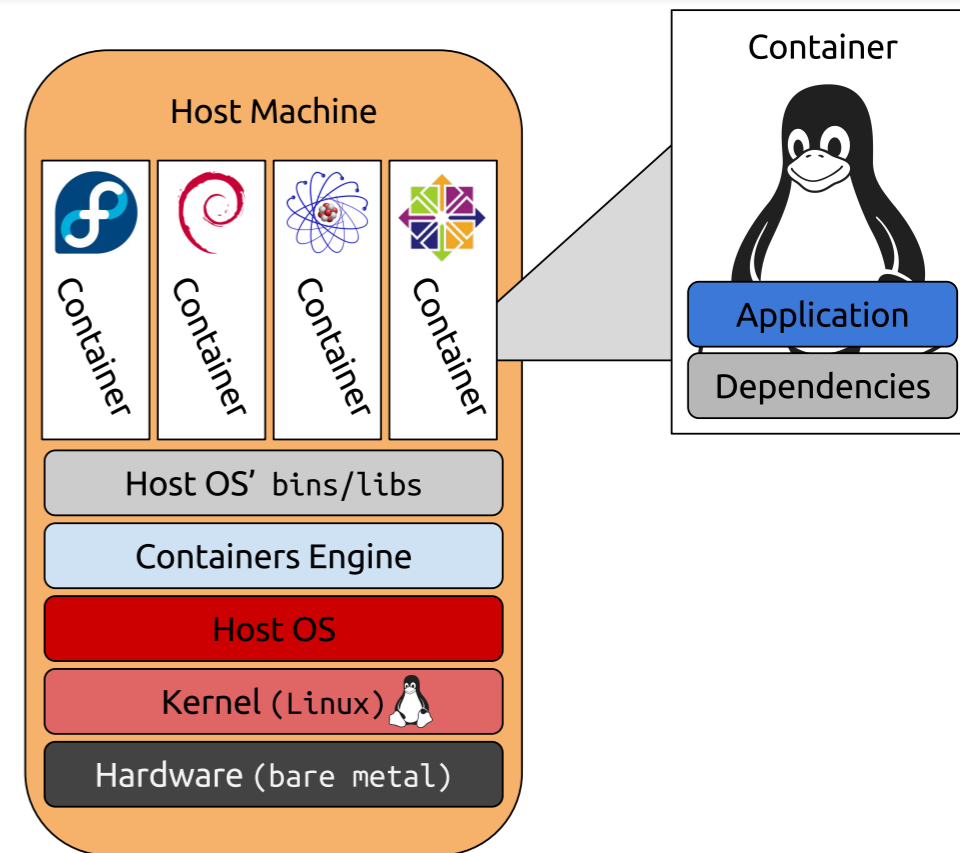 Container
Host Machine
Container
Container
Container
Container
Application
Dependencies
Host OS’ bins/libs
Containers Engine
Host OS
Kernel (Linux)
Hardware (bare metal)